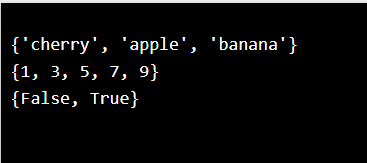 {'cherry', 'apple', 'banana'}
{1, 3, 5, 7, 9}
{False, True}